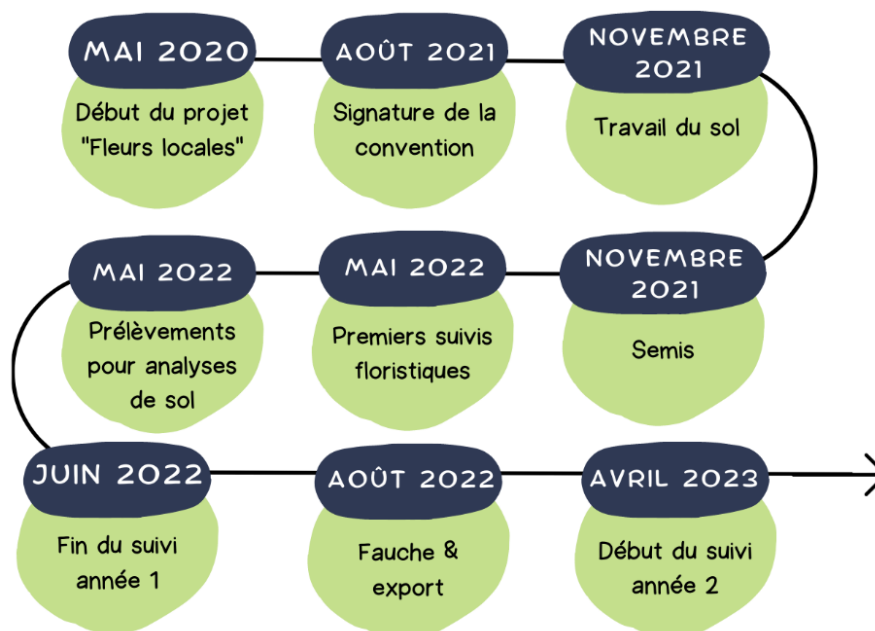 MAI 2020
Début du projet
"Fleurs locales"
AOÛT 2021
Signature de la
convention
NOVEMBRE
2021
Travail du sol
NOVEMBRE
2021
Semis
MAI 2022
Premiers suivis
floristiques
MAI 2022
Prélèvements
pour analyses
de sol
JUIN 2022
Fin du suivi
année 1
AOÛT 2022
Fauche &
export
AVRIL 2023
Début du suivi
année 2